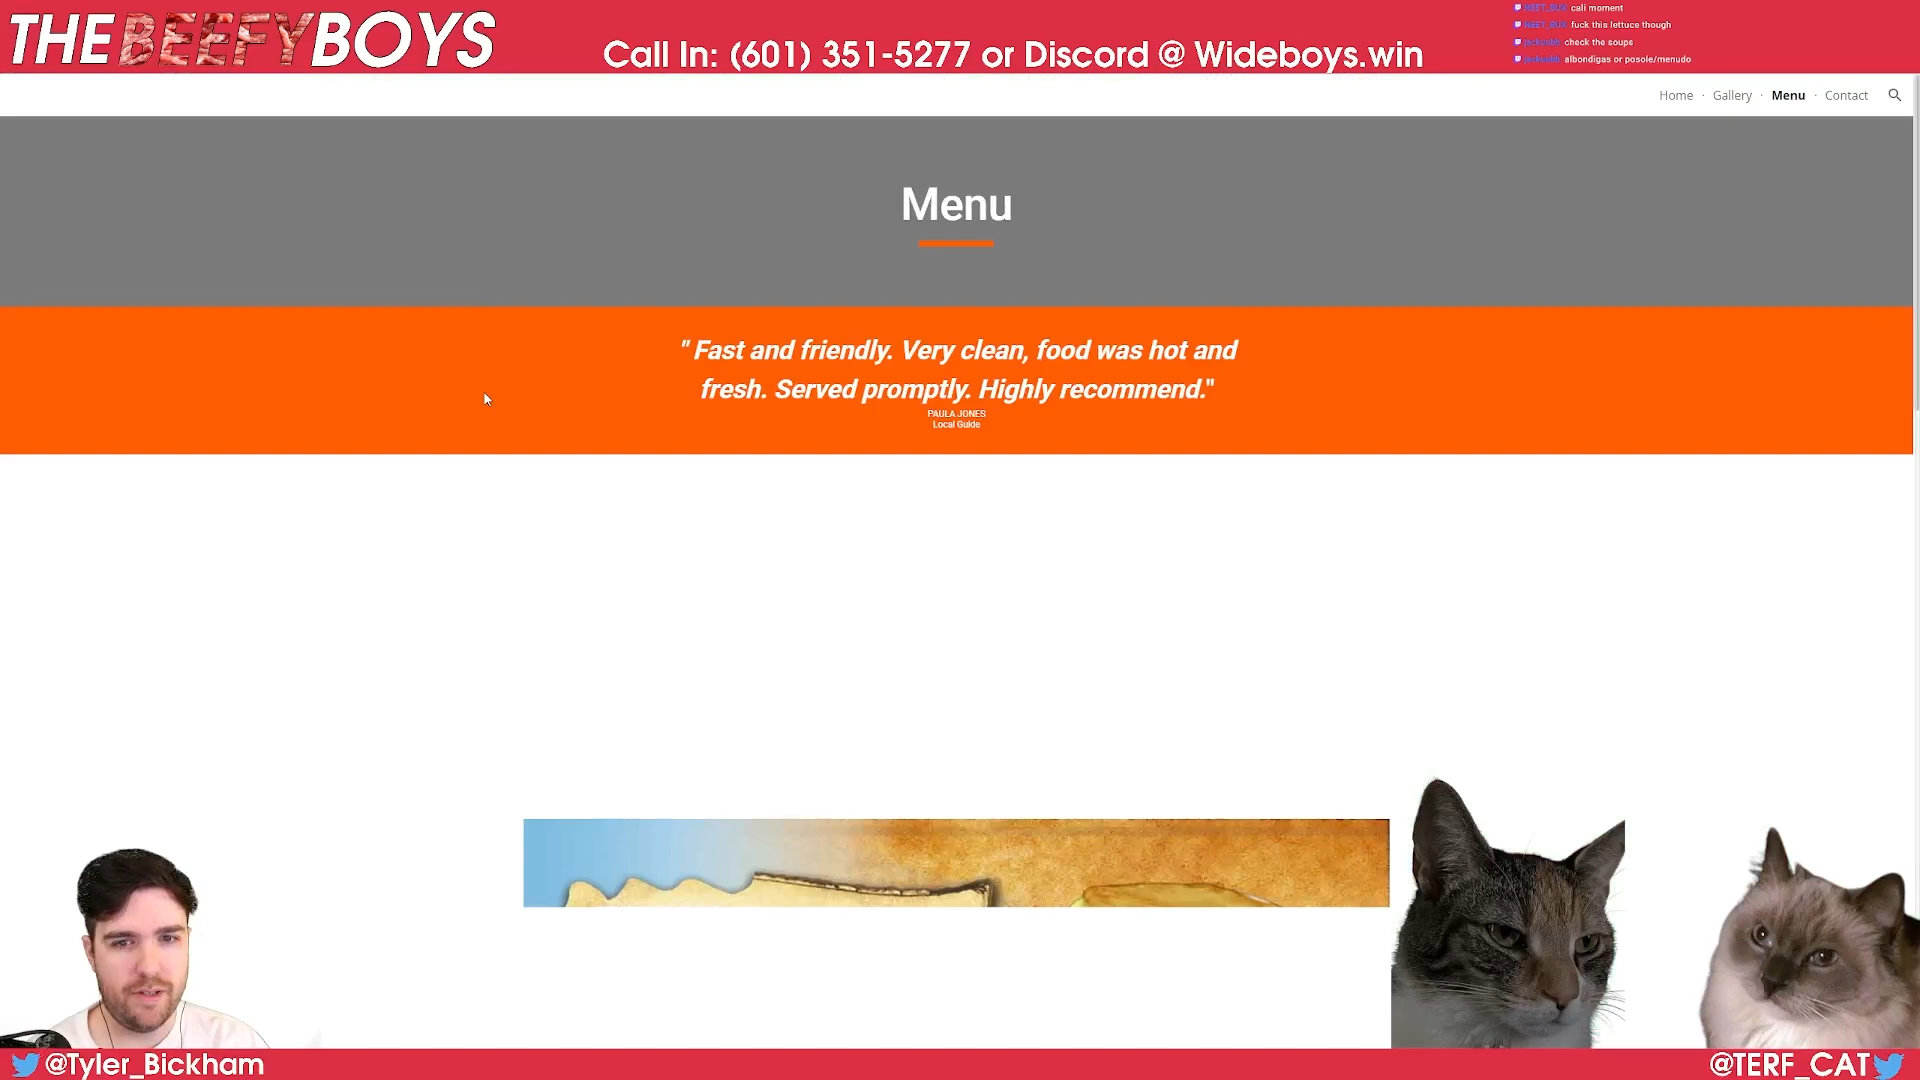 THE BEEFY BOYS
Call In: (601) 351-5277 or Discord @ Wideboys.win
NEET_BUX: cali moment
NEET_BUX: fuck this lettuce though
check the soups
albondigas or posole/menudo
Home · Gallery · Menu · Contact
Menu
" Fast and friendly. Very clean, food was hot and
fresh. Served promptly. Highly recommend."
PAULA JONES
Local Guide
@Tyler_Bickham
@TERF_CAT